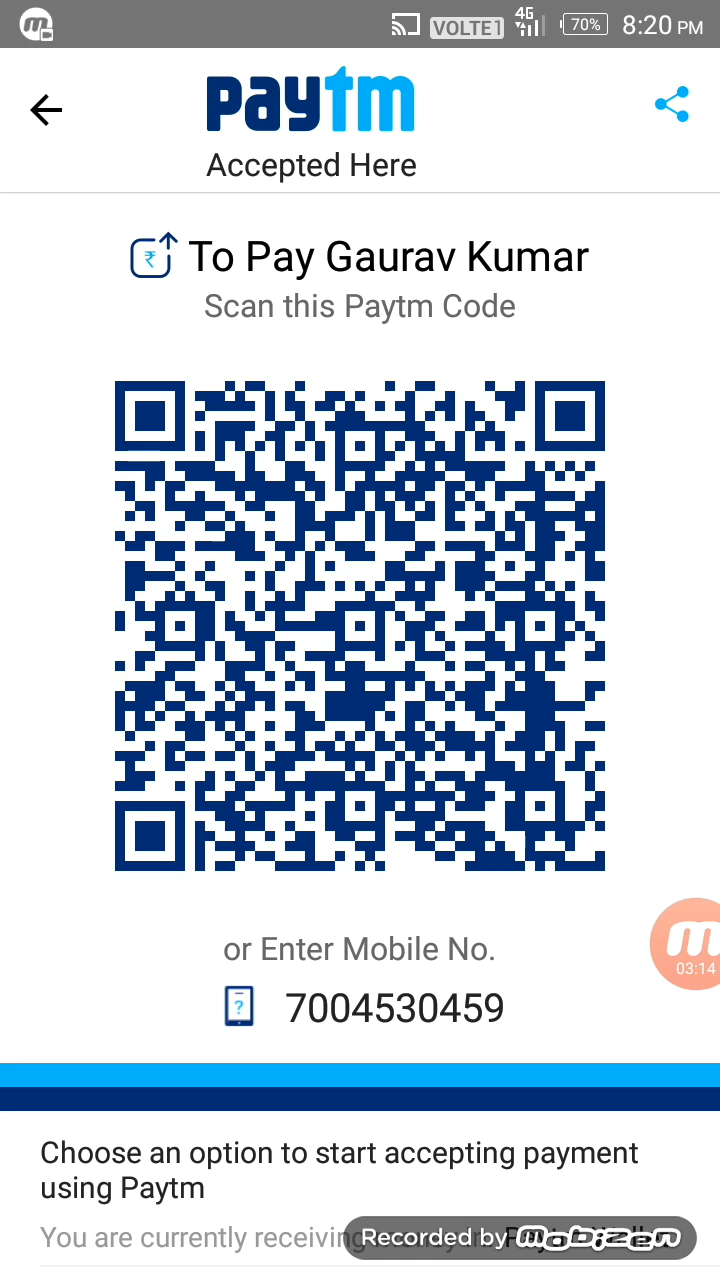 VOLTE1 4G 70% 8:20 PM
paytm
Accepted Here
To Pay Gaurav Kumar
Scan this Paytm Code
or Enter Mobile No.
7004530459
03:14
Choose an option to start accepting payment
using Paytm
You are currently receiving
Recorded by Mobizen